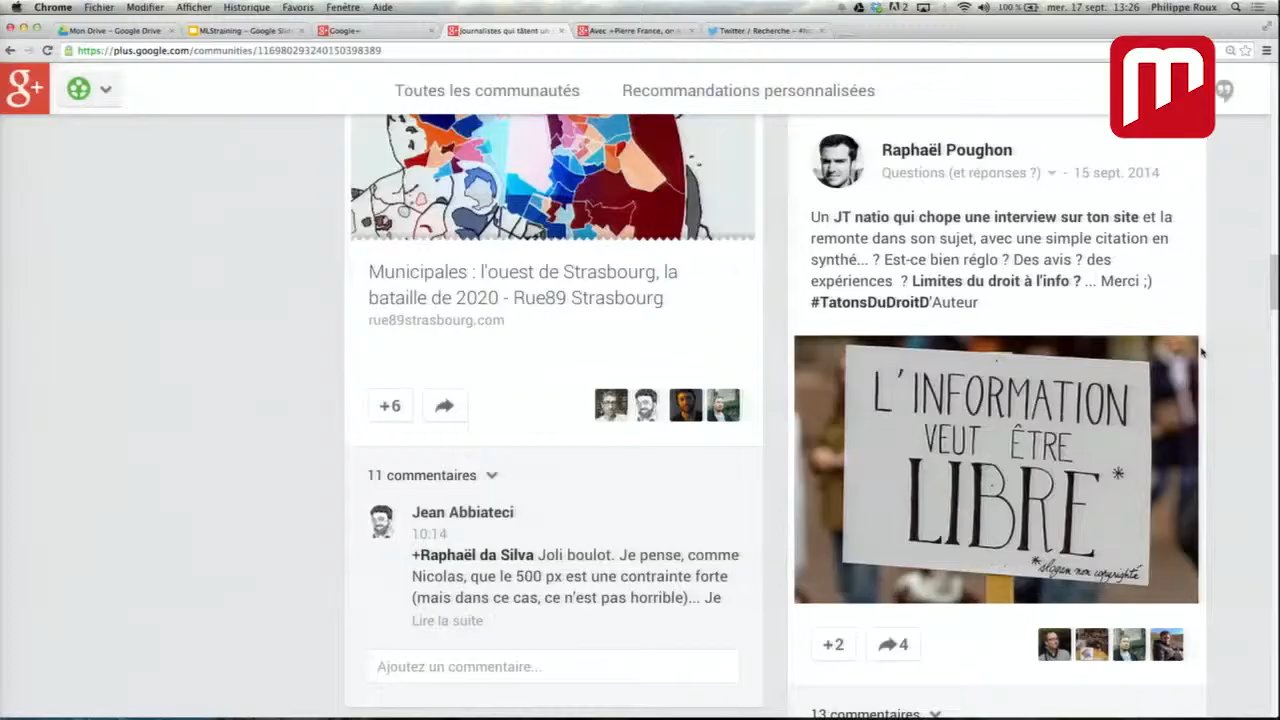 Chrome Fichier Modifier Afficher Historique Favoris Fenêtre Aide
100 % mer. 17 sept. 13:26 Philippe Roux
Mon Drive – Google Drive
MLStraining – Google Slid
Google+
Journalistes qui tâtent un
Avec +Pierre France, on
Twitter / Recherche – #h
https://plus.google.com/communities/116980293240150398389
g+
Toutes les communautés
Recommandations personnalisées
Municipales : l'ouest de Strasbourg, la
bataille de 2020 - Rue89 Strasbourg
rue89strasbourg.com
+6
11 commentaires
Jean Abbiateci
10:14
+Raphaël da Silva Joli boulot. Je pense, comme
Nicolas, que le 500 px est une contrainte forte
(mais dans ce cas, ce n'est pas horrible)... Je
Lire la suite
Ajoutez un commentaire...
Raphaël Poughon
Questions (et réponses ?) - 15 sept. 2014
Un JT natio qui chope une interview sur ton site et la
remonte dans son sujet, avec une simple citation en
synthé... ? Est-ce bien réglo ? Des avis ? des
expériences ? Limites du droit à l'info ? ... Merci ;)
#TatonsDuDroitD'Auteur
L'INFORMATION
VEUT ÊTRE
LIBRE*
*slogan non copyrighté
+2
4
13 commentaires